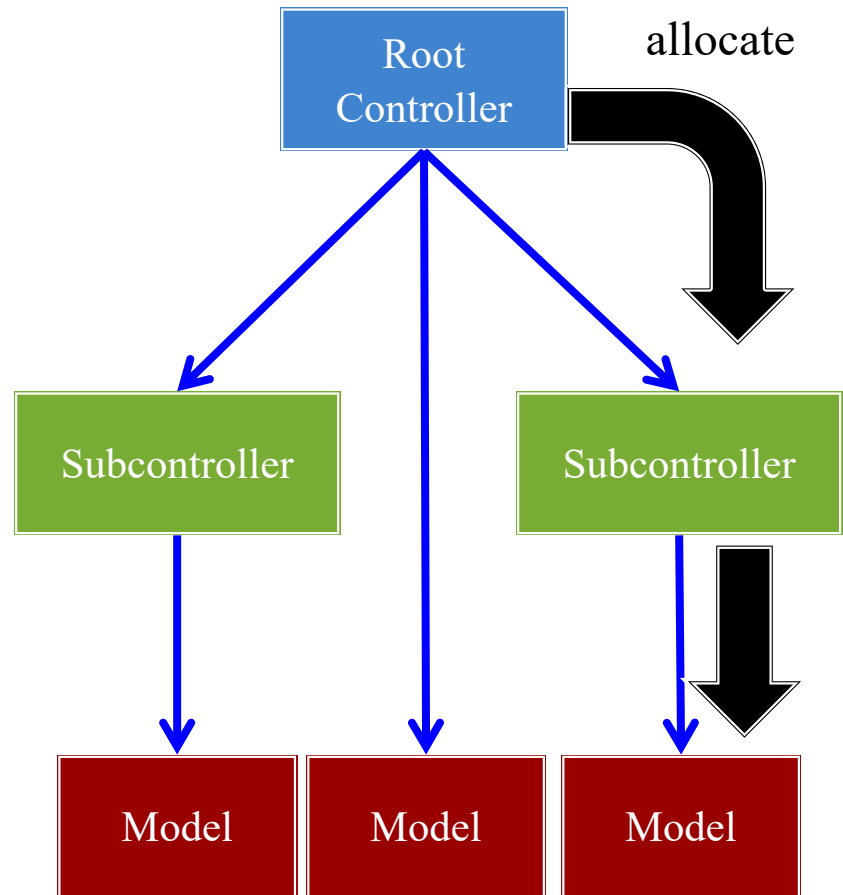 allocate
Root
Controller
Subcontroller
Subcontroller
Model
Model
Model